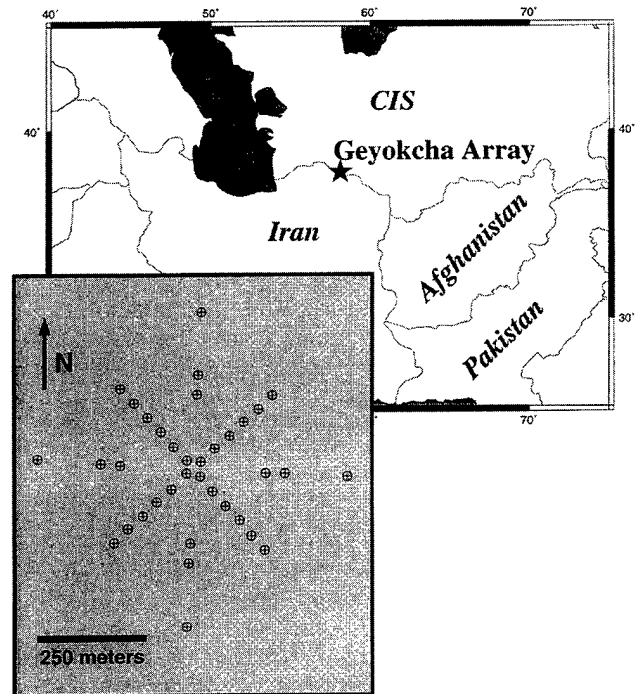 40˚ 50˚ 60˚ 70˚
CIS
40˚ 40˚
Geyokcha Array
Iran
Afghanistan
30˚
Pakistan
70˚
N
250 meters